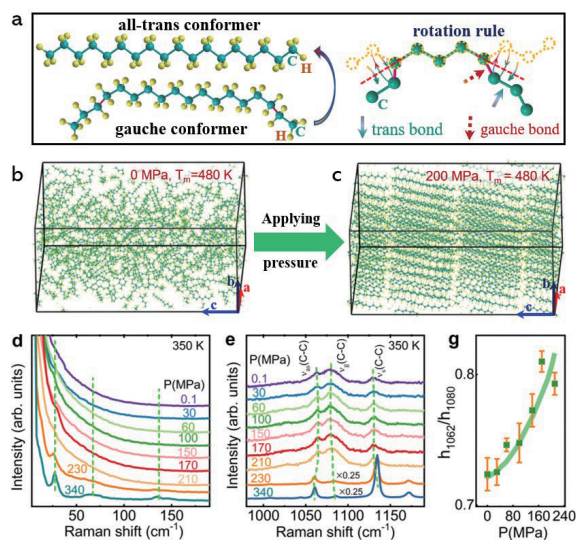 a
all-trans conformer
C
H
gauche conformer
H C
rotation rule
C
trans bond
gauche bond
b
0 MPa, Tm=480 K
Applying
pressure
c
200 MPa, Tm = 480 K
b
a
c
b
a
c
d
350 K
P(MPa)
0.1
30
60
100
150
170
210
230
340
arb. units)
50 100 150
Raman shift (cm⁻¹)
e
350 K
P(MPa)
νas(C-C)
νg(C-C)
νs(C-C)
0.1
30
60
100
150
170
210
230
340
×0.25
×0.25
Intensity (arb. units)
1000 1050 1100 1150
Raman shift (cm⁻¹)
g
0.8
0.7
h1062/h1080
0 80 160 240
P(MPa)